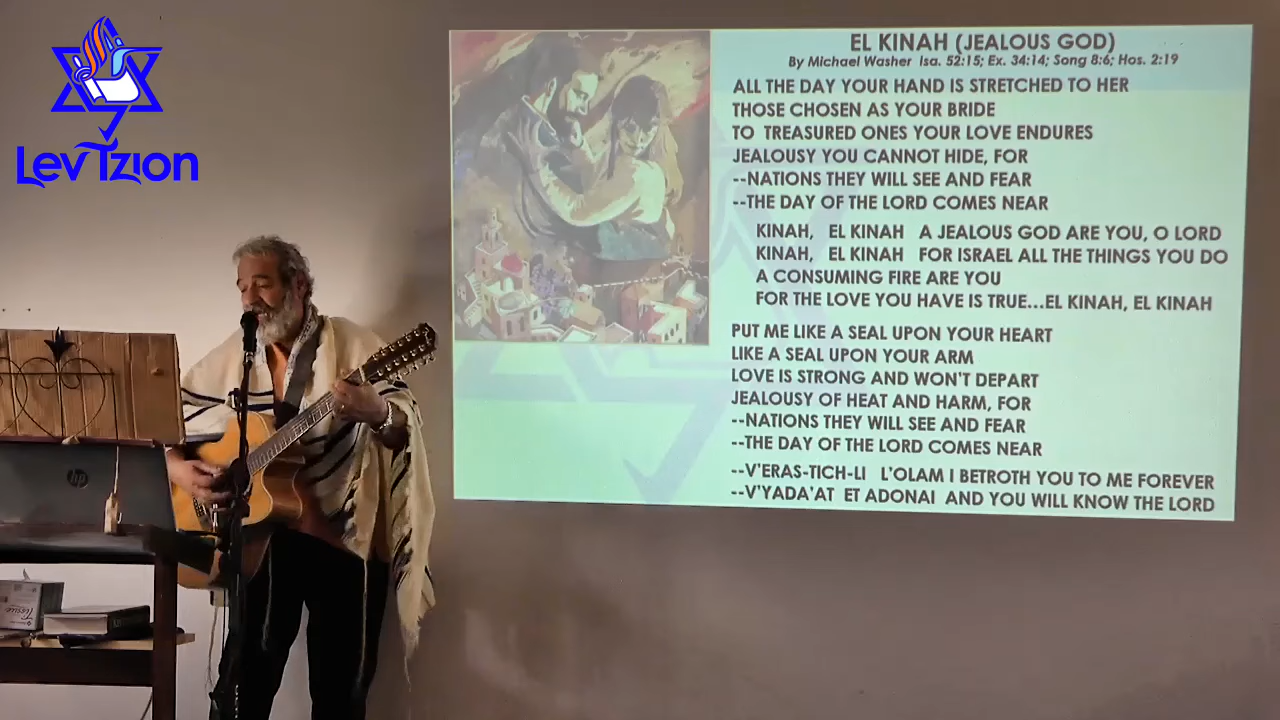 Lev Tzion
EL KINAH (JEALOUS GOD)
By Michael Washer Isa. 52:15; Ex. 34:14; Song 8:6; Hos. 2:19
ALL THE DAY YOUR HAND IS STRETCHED TO HER
THOSE CHOSEN AS YOUR BRIDE
TO TREASURED ONES YOUR LOVE ENDURES
JEALOUSY YOU CANNOT HIDE, FOR
--NATIONS THEY WILL SEE AND FEAR
--THE DAY OF THE LORD COMES NEAR
KINAH, EL KINAH A JEALOUS GOD ARE YOU, O LORD
KINAH, EL KINAH FOR ISRAEL ALL THE THINGS YOU DO
A CONSUMING FIRE ARE YOU
FOR THE LOVE YOU HAVE IS TRUE...EL KINAH, EL KINAH
PUT ME LIKE A SEAL UPON YOUR HEART
LIKE A SEAL UPON YOUR ARM
LOVE IS STRONG AND WON'T DEPART
JEALOUSY OF HEAT AND HARM, FOR
--NATIONS THEY WILL SEE AND FEAR
--THE DAY OF THE LORD COMES NEAR
--V'ERAS-TICH-LI L'OLAM I BETROTH YOU TO ME FOREVER
--V'YADA'AT ET ADONAI AND YOU WILL KNOW THE LORD
hp